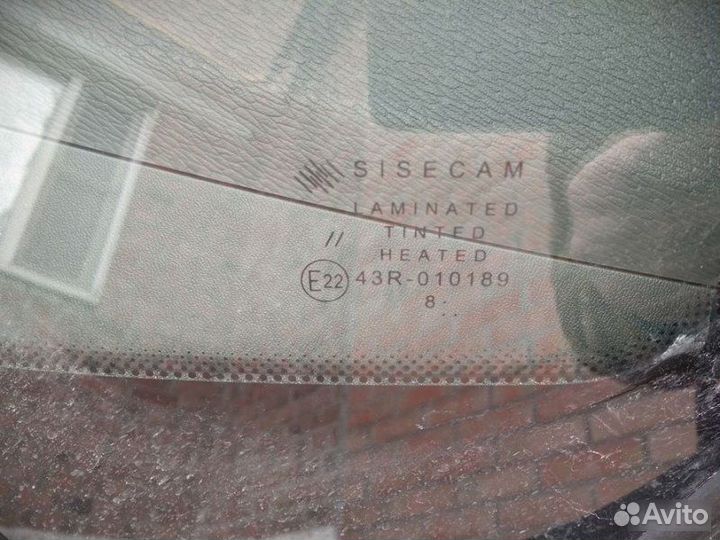 SISECAM
LAMINATED
TINTED
//
HEATED
E22 43R-010189
8:..
Avito